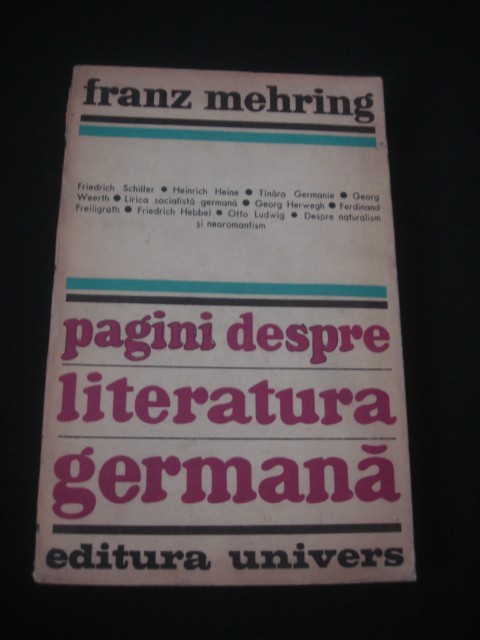 franz mehring
Friedrich Schiller ● Heinrich Heine ● Tînăra Germanie ● Georg
Weerth ● Lirica socialistă germană ● Georg Herwegh ● Ferdinand
Freiligrath ● Friedrich Hebbel ● Otto Ludwig ● Despre naturalism
și neoromantism
pagini despre
literatura
germană
editura univers